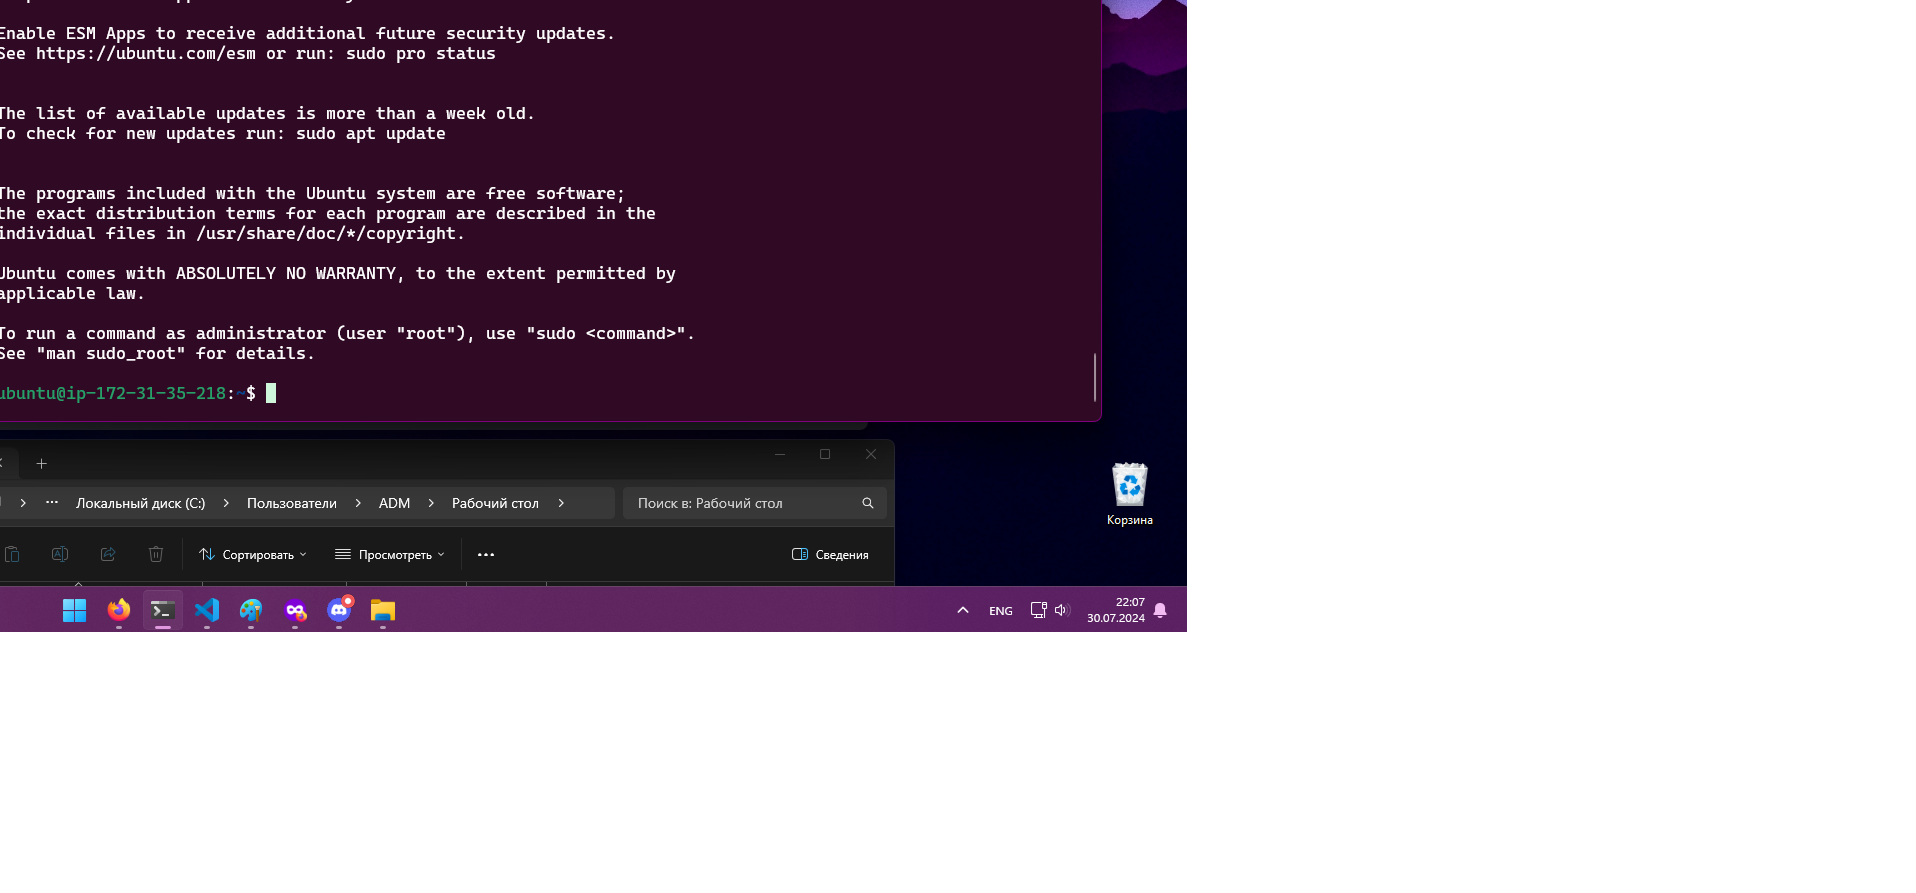 Enable ESM Apps to receive additional future security updates.
See https://ubuntu.com/esm or run: sudo pro status
The list of available updates is more than a week old.
To check for new updates run: sudo apt update
The programs included with the Ubuntu system are free software;
the exact distribution terms for each program are described in the
individual files in /usr/share/doc/*/copyright.
Ubuntu comes with ABSOLUTELY NO WARRANTY, to the extent permitted by
applicable law.
To run a command as administrator (user "root"), use "sudo <command>".
See "man sudo_root" for details.
ubuntu@ip-172-31-35-218:~$
Локальный диск (C:) > Пользователи > ADM > Рабочий стол >
Поиск в: Рабочий стол
Корзина
Сортировать
Просмотреть
Сведения
ENG
22:07
30.07.2024